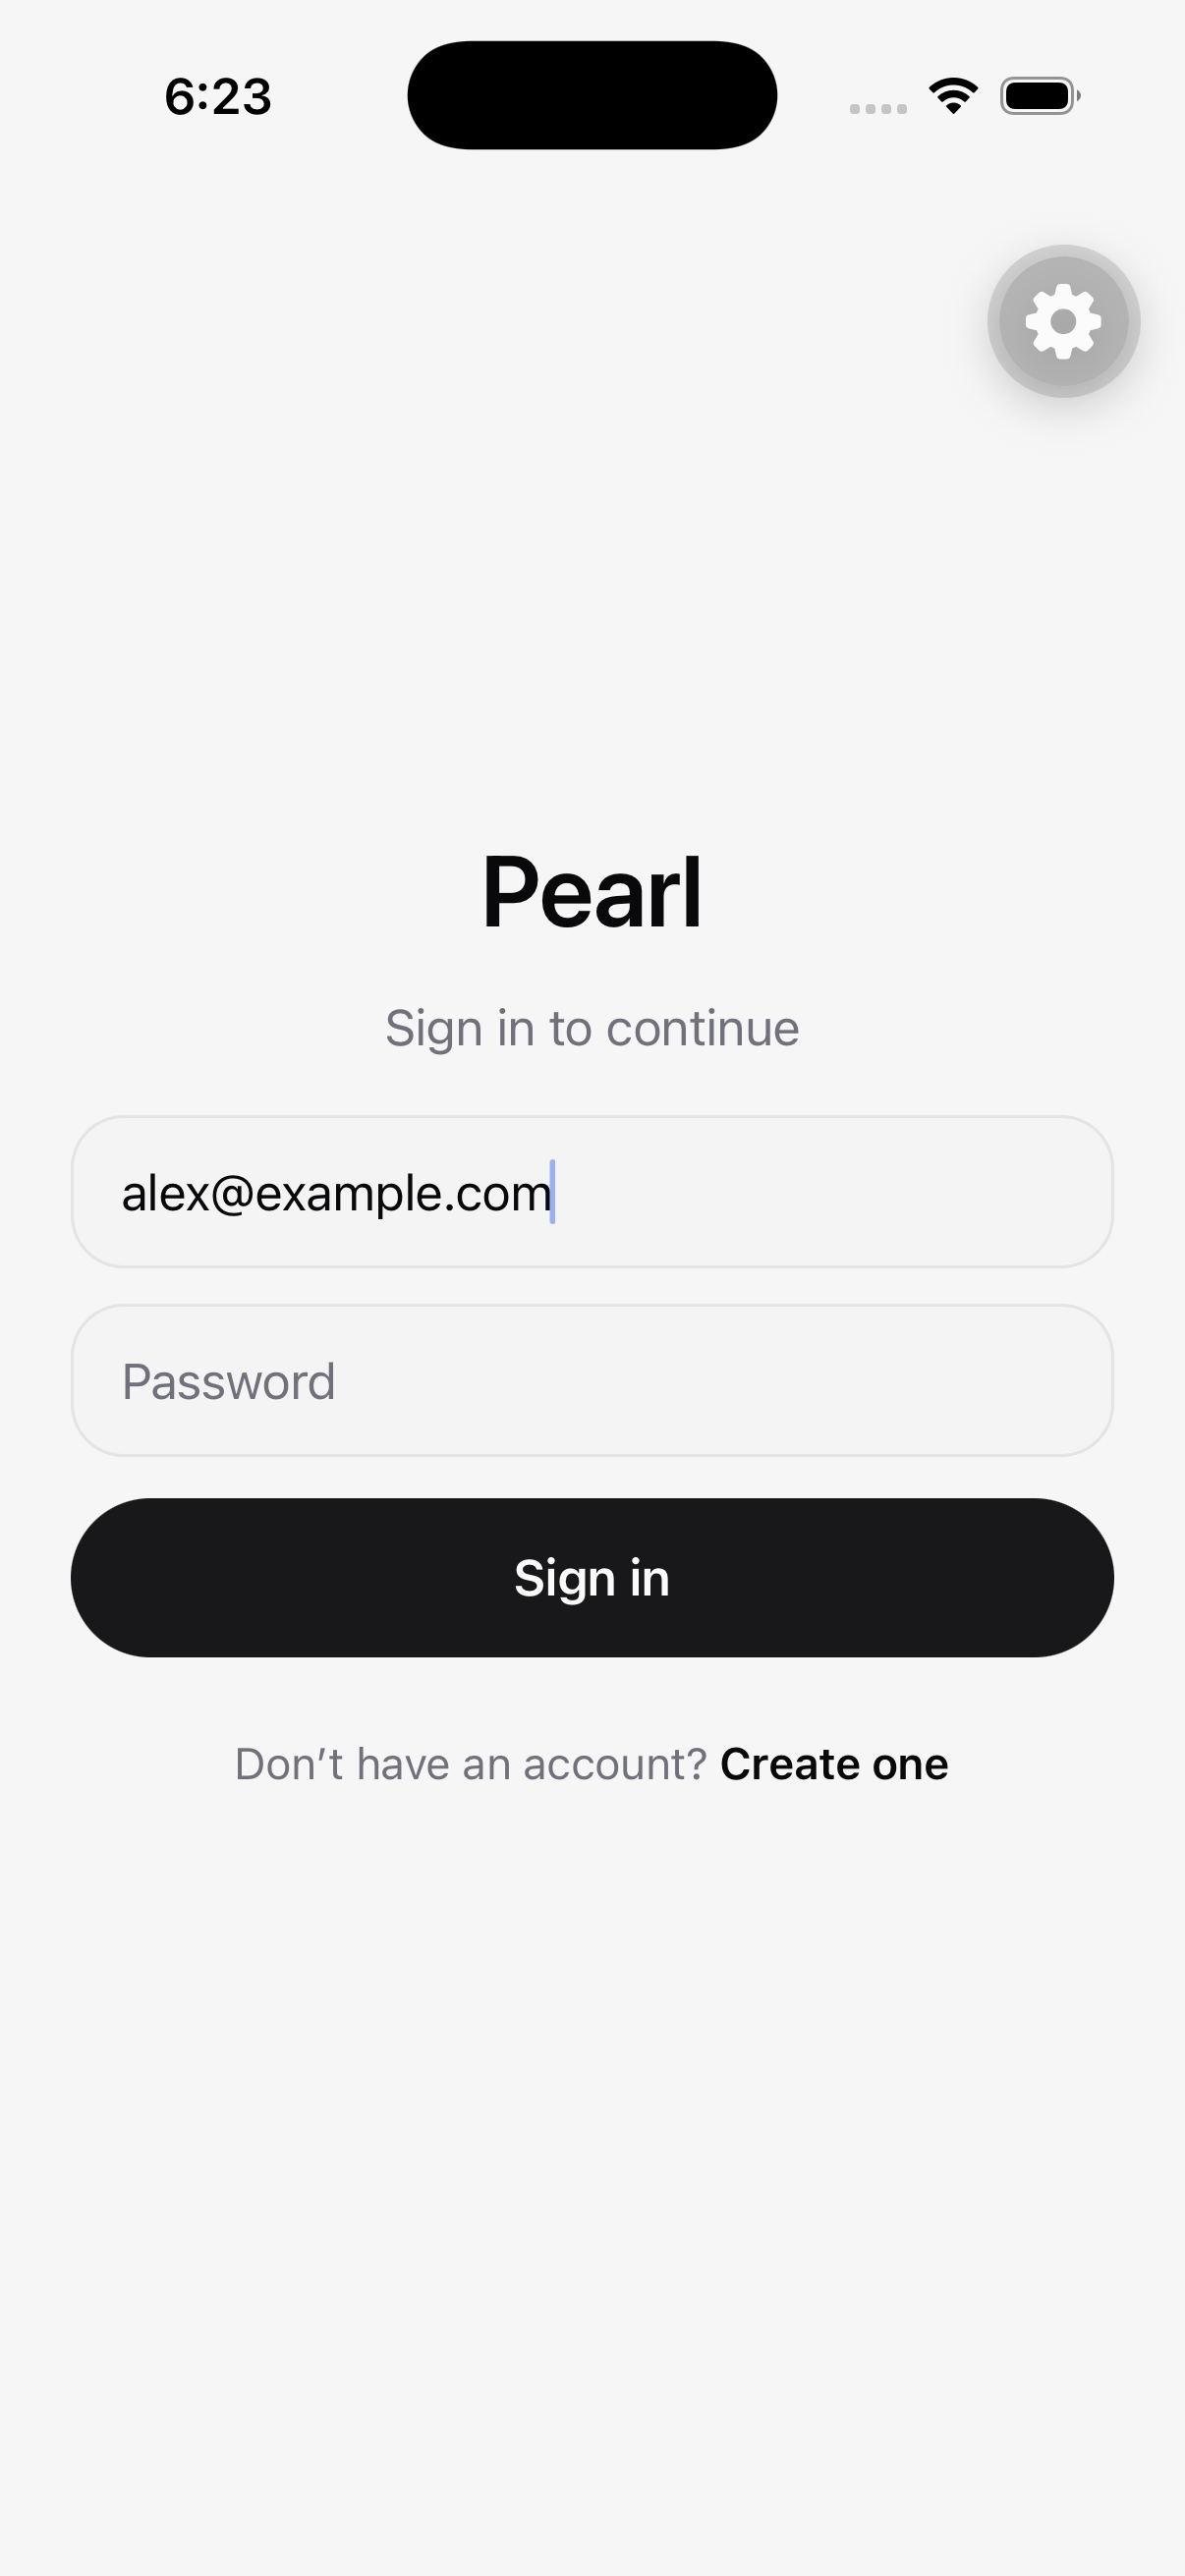 6:23
Pearl
Sign in to continue
alex@example.com
Password
Sign in
Don’t have an account? Create one